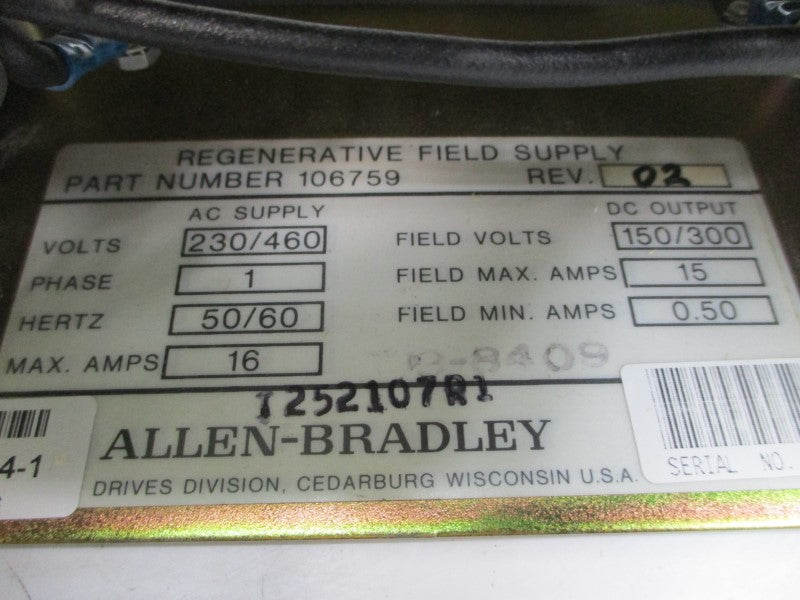 REGENERATIVE FIELD SUPPLY
PART NUMBER 106759 REV. 02
AC SUPPLY DC OUTPUT
VOLTS 230/460 FIELD VOLTS 150/300
PHASE 1 FIELD MAX. AMPS 15
HERTZ 50/60 FIELD MIN. AMPS 0.50
MAX. AMPS 16
T252107R1
ALLEN-BRADLEY
DRIVES DIVISION, CEDARBURG WISCONSIN U.S.A.
4-1
SERIAL NO.